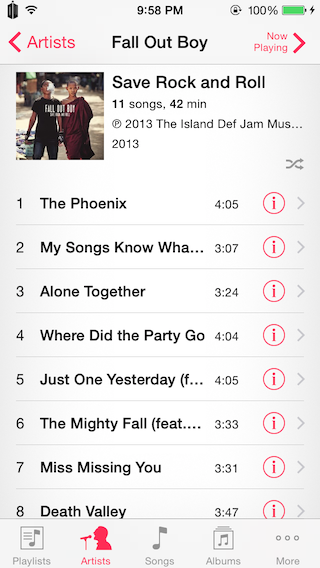 9:58 PM 100%
Artists Fall Out Boy Now
Playing
FALL OUT BOY
Save Rock and Roll
11 songs, 42 min
℗ 2013 The Island Def Jam Mus...
2013
1 The Phoenix 4:05
2 My Songs Know Wha... 3:07
3 Alone Together 3:24
4 Where Did the Party Go 4:04
5 Just One Yesterday (f... 4:05
6 The Mighty Fall (feat.... 3:33
7 Miss Missing You 3:31
8 Death Valley 3:47
Playlists Artists Songs Albums More